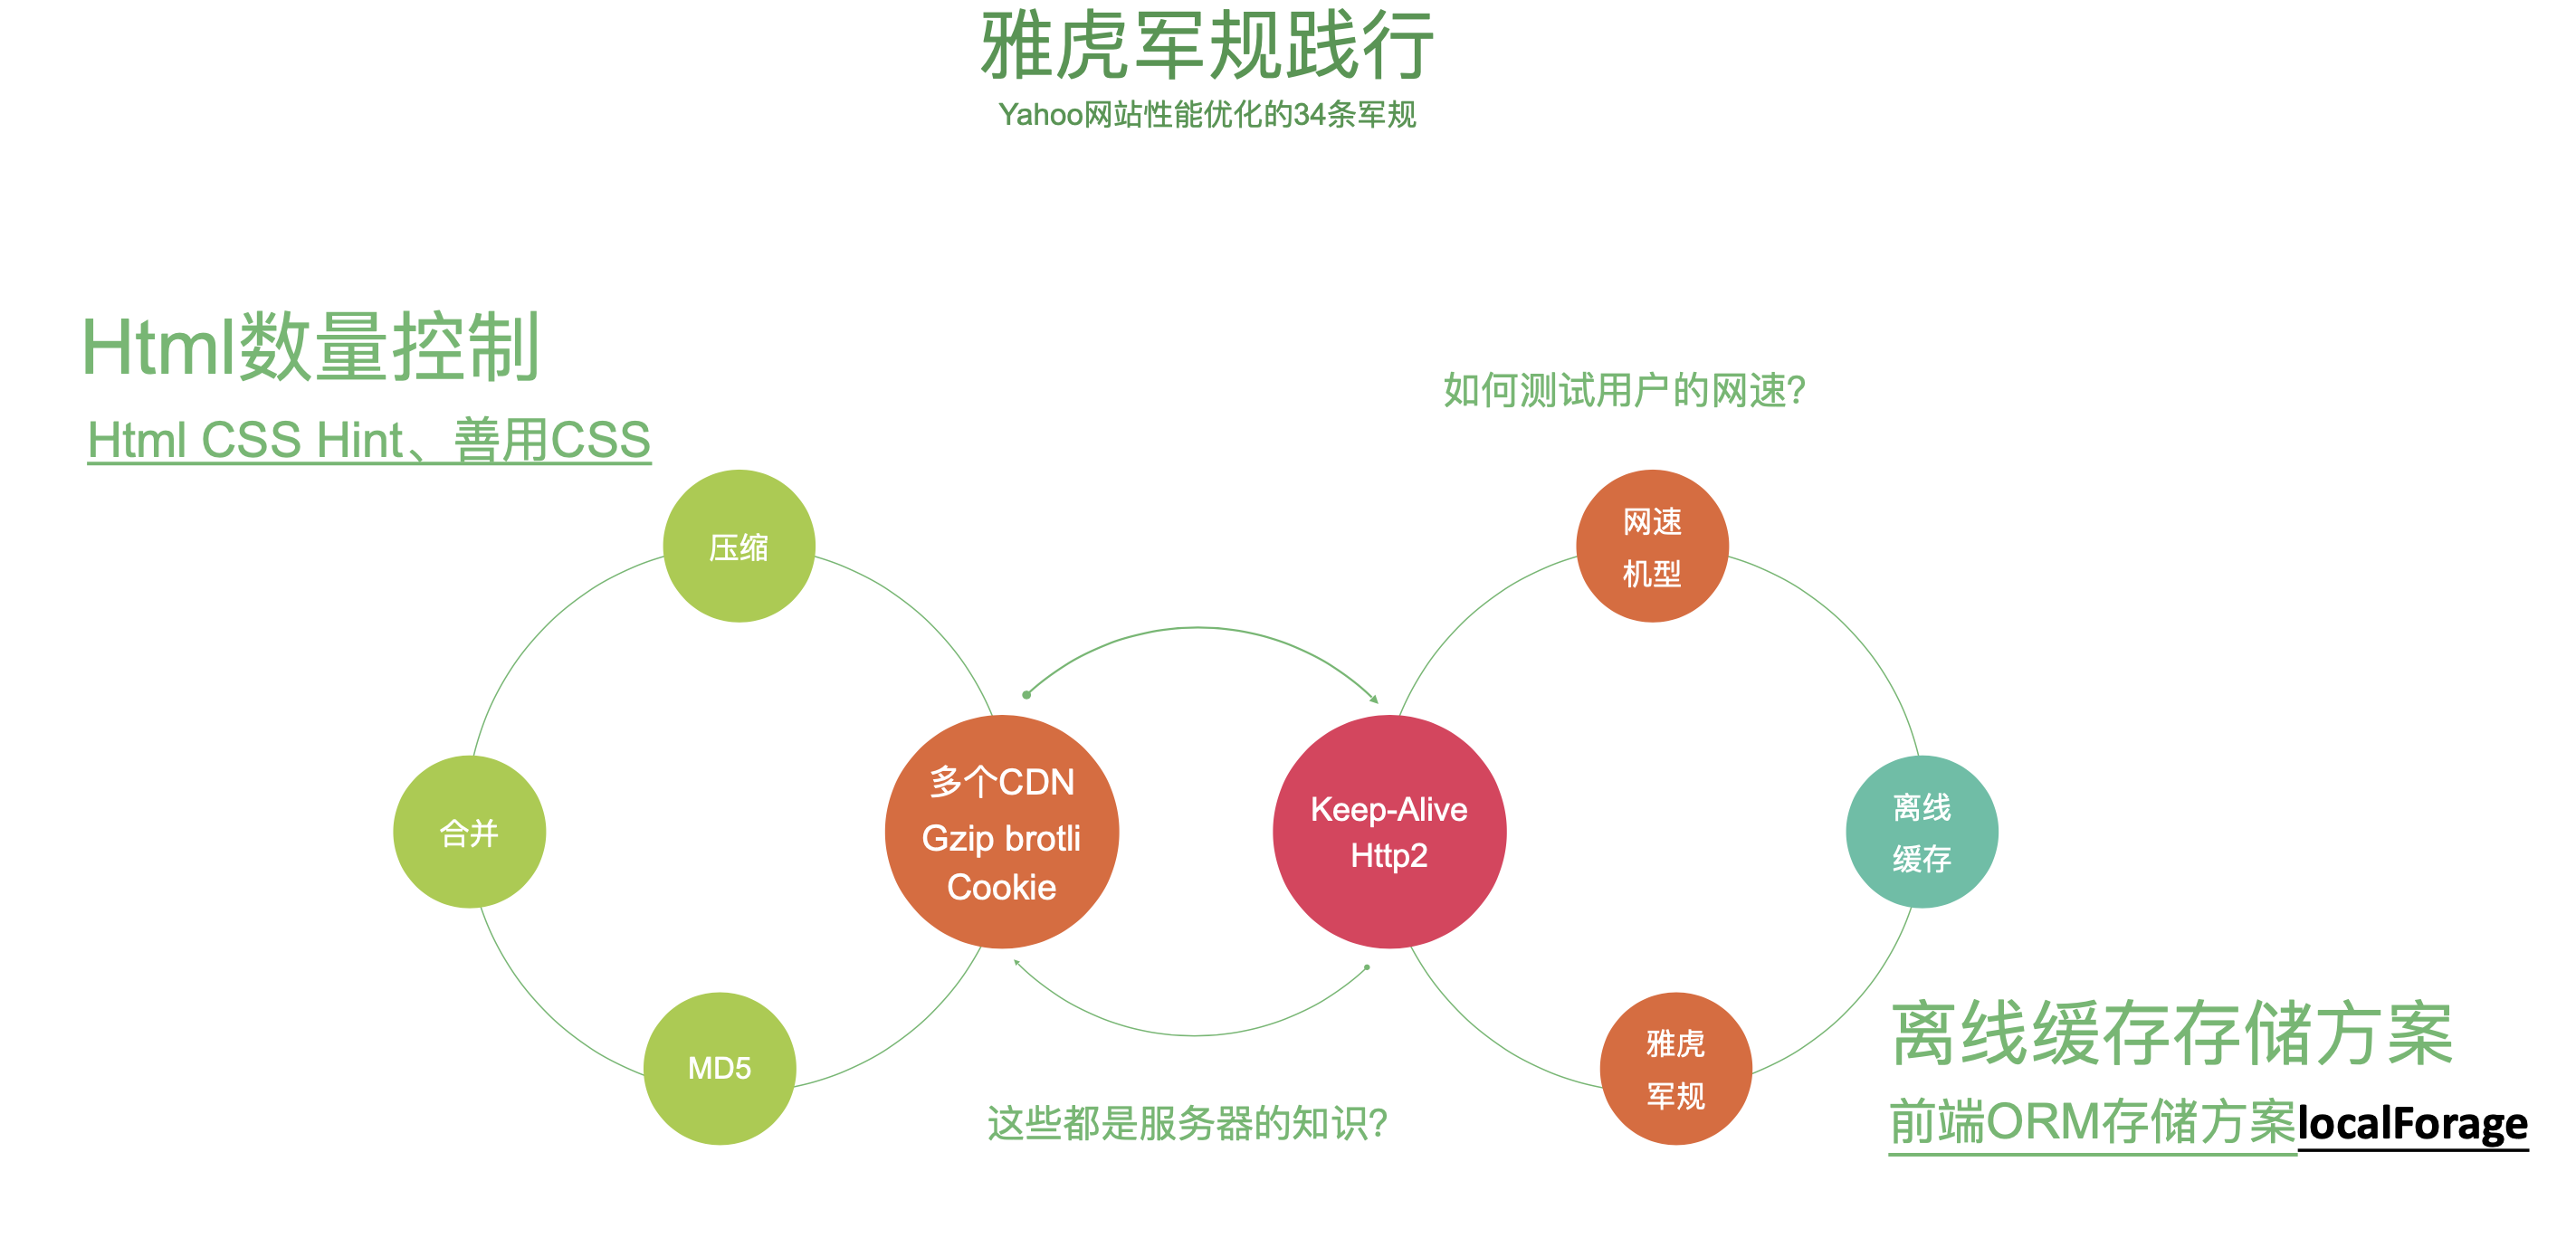 雅虎军规践行
Yahoo网站性能优化的34条军规
Html数量控制
Html CSS Hint、善用CSS
如何测试用户的网速?
压缩
网速
机型
合并
多个CDN
Gzip brotli
Cookie
Keep-Alive
Http2
离线
缓存
MD5
雅虎
军规
这些都是服务器的知识?
离线缓存存储方案
前端ORM存储方案localForage